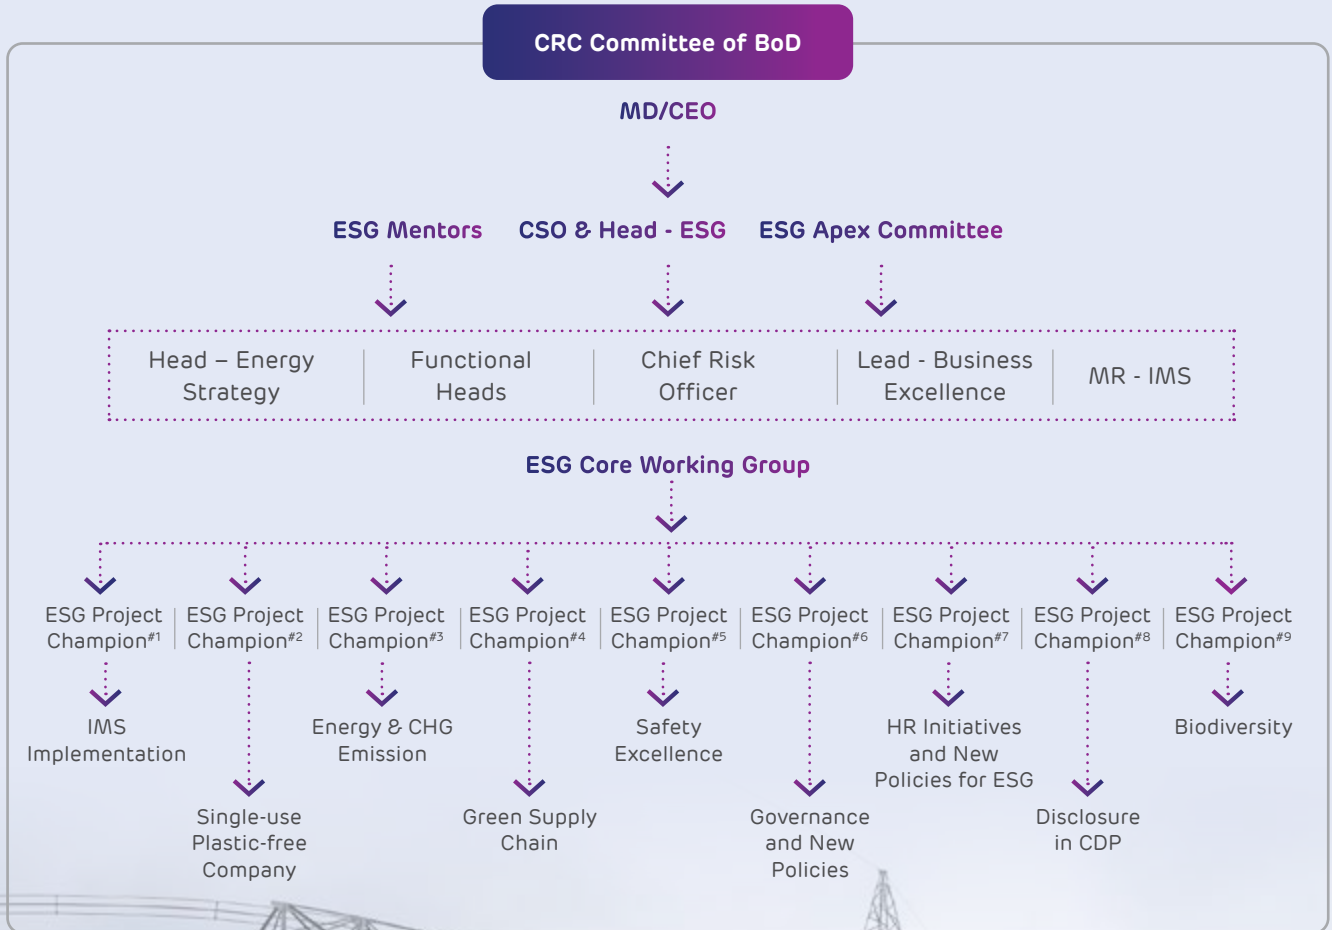 CRC Committee of BoD
MD/CEO
ESG Mentors
CSO & Head - ESG
ESG Apex Committee
Head – Energy
Strategy
Functional
Heads
Chief Risk
Officer
Lead - Business
Excellence
MR - IMS
ESG Core Working Group
ESG Project
Champion#1
ESG Project
Champion#2
ESG Project
Champion#3
ESG Project
Champion#4
ESG Project
Champion#5
ESG Project
Champion#6
ESG Project
Champion#7
ESG Project
Champion#8
ESG Project
Champion#9
IMS
Implementation
Single-use
Plastic-free
Company
Energy & CHG
Emission
Green Supply
Chain
Safety
Excellence
Governance
and New
Policies
HR Initiatives
and New
Policies for ESG
Disclosure
in CDP
Biodiversity